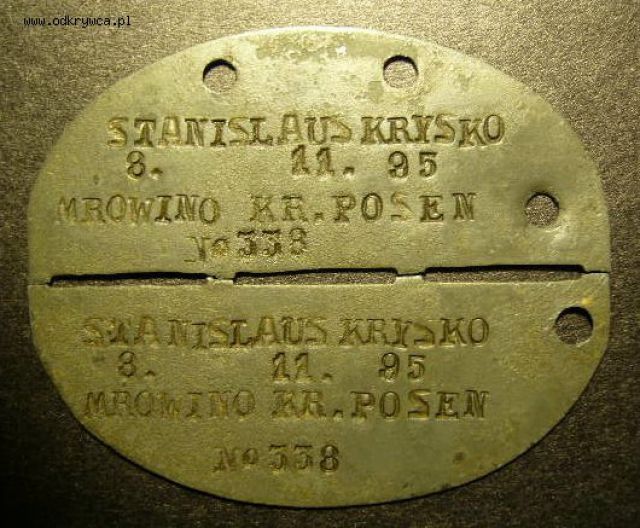 www.odkrywca.pl
STANISLAUS KRYSKO
8. 11. 95
MROWINO KR. POSEN
No 338
STANISLAUS KRYSKO
8. 11. 95
MROWINO KR. POSEN
No 338